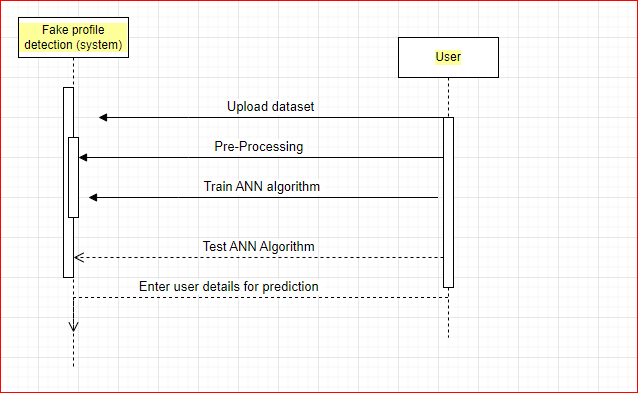 Fake profile
detection (system)
User
Upload dataset
Pre-Processing
Train ANN algorithm
Test ANN Algorithm
Enter user details for prediction